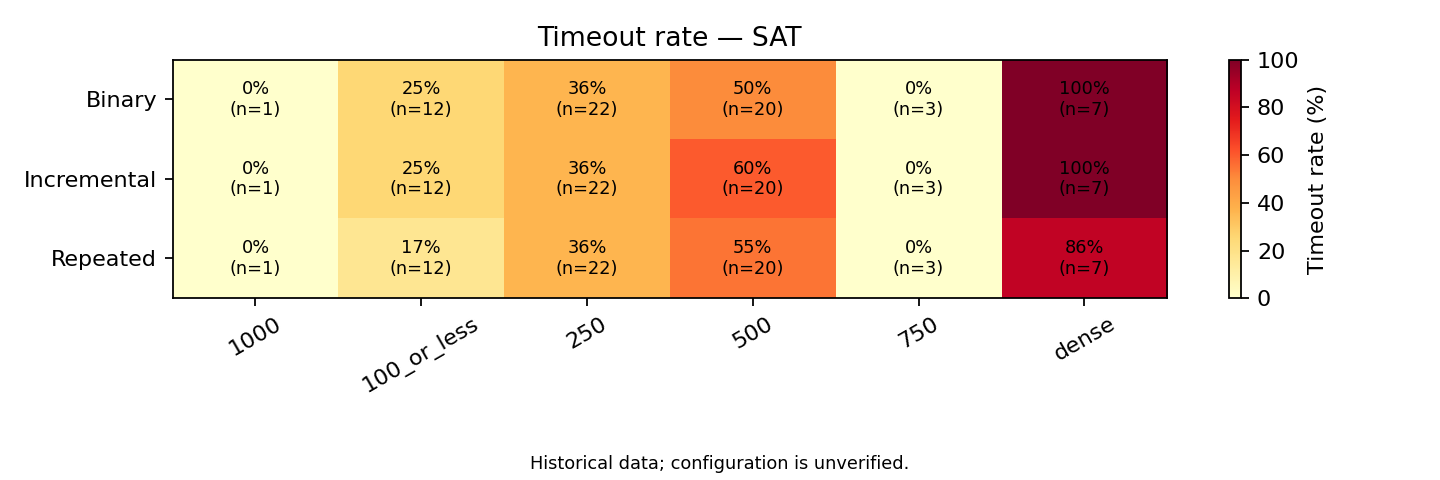 Timeout rate — SAT
Binary
0%
(n=1)
25%
(n=12)
36%
(n=22)
50%
(n=20)
0%
(n=3)
100%
(n=7)
Incremental
0%
(n=1)
25%
(n=12)
36%
(n=22)
60%
(n=20)
0%
(n=3)
100%
(n=7)
Repeated
0%
(n=1)
17%
(n=12)
36%
(n=22)
55%
(n=20)
0%
(n=3)
86%
(n=7)
1000
100_or_less
250
500
750
dense
100
80
60
40
20
0
Timeout rate (%)
Historical data; configuration is unverified.